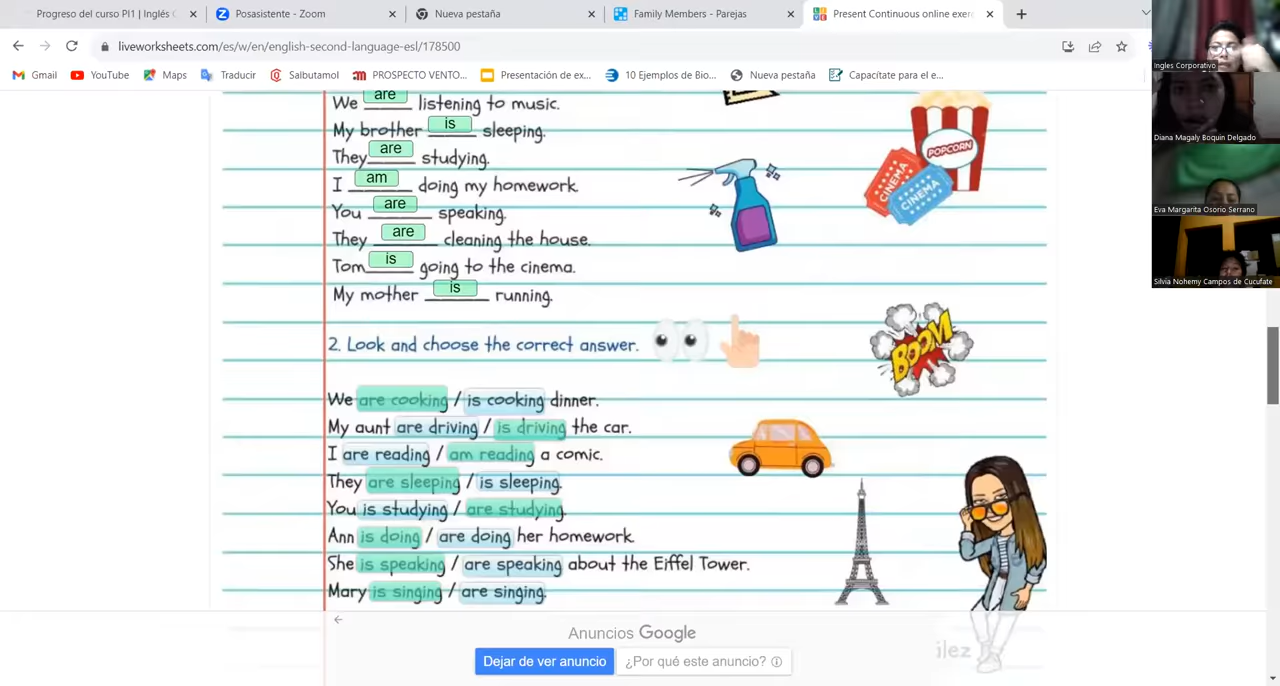 Progreso del curso PI1 | Inglés C
Posasistente - Zoom
Nueva pestaña
Family Members - Parejas
Present Continuous online exer
liveworksheets.com/es/w/en/english-second-language-esl/178500
Gmail
YouTube
Maps
Traducir
Salbutamol
PROSPECTO VENTO...
Presentación de ex...
10 Ejemplos de Bio...
Nueva pestaña
Capacítate para el e...
Ingles Corporativo
Diana Magaly Boquin Delgado
Eva Margarita Osorio Serrano
Silvia Nohemy Campos de Cucufate
We are listening to music.
My brother is sleeping.
They are studying.
I am doing my homework.
You are speaking.
They are cleaning the house.
Tom is going to the cinema.
My mother is running.
POPCORN
CINEMA
CINEMA
2. Look and choose the correct answer.
BOOM
We are cooking / is cooking dinner.
My aunt are driving / is driving the car.
I are reading / am reading a comic.
They are sleeping / is sleeping.
You is studying / are studying.
Ann is doing / are doing her homework.
She is speaking / are speaking about the Eiffel Tower.
Mary is singing / are singing.
Anuncios Google
Dejar de ver anuncio
¿Por qué este anuncio?